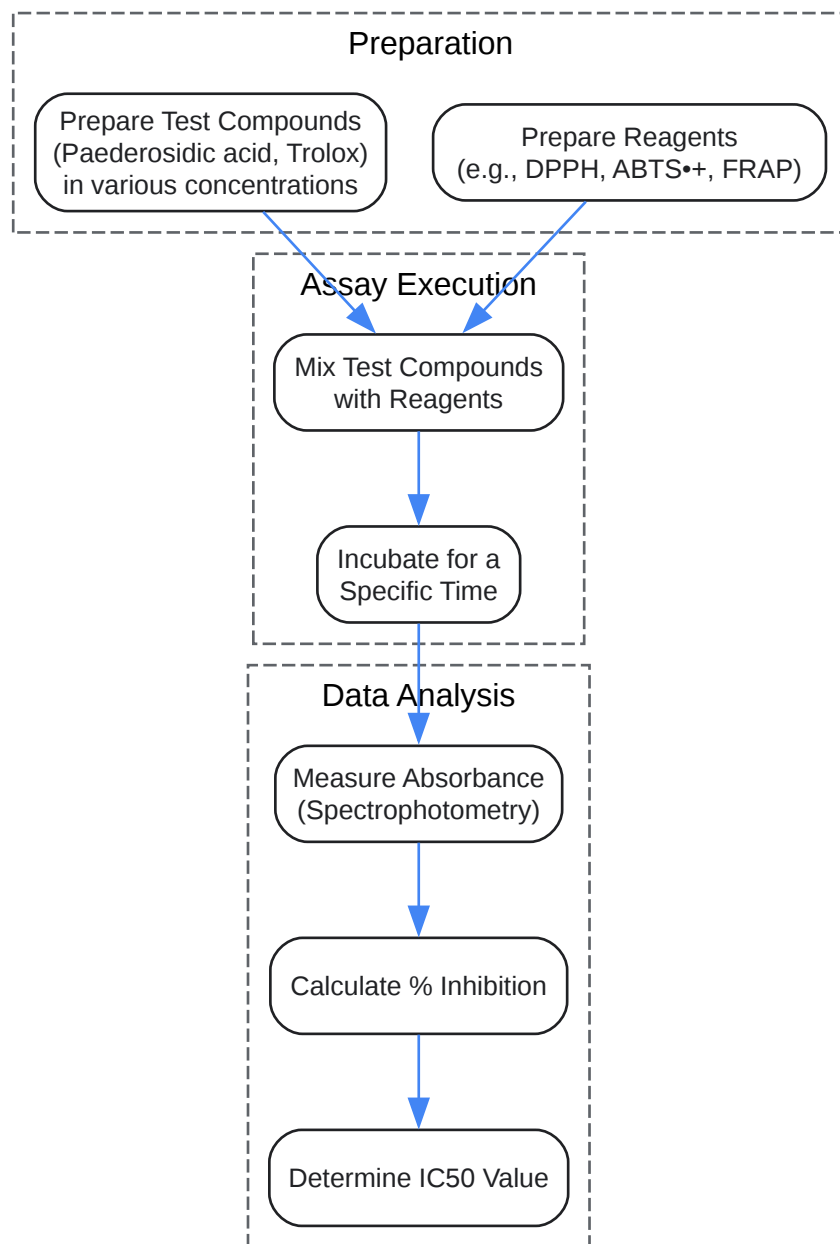 Preparation
Prepare Test Compounds
(Paederosidic acid, Trolox)
in various concentrations
Prepare Reagents
(e.g., DPPH, ABTS•+, FRAP)
Assay Execution
Mix Test Compounds
with Reagents
Incubate for a
Specific Time
Data Analysis
Measure Absorbance
(Spectrophotometry)
Calculate % Inhibition
Determine IC50 Value